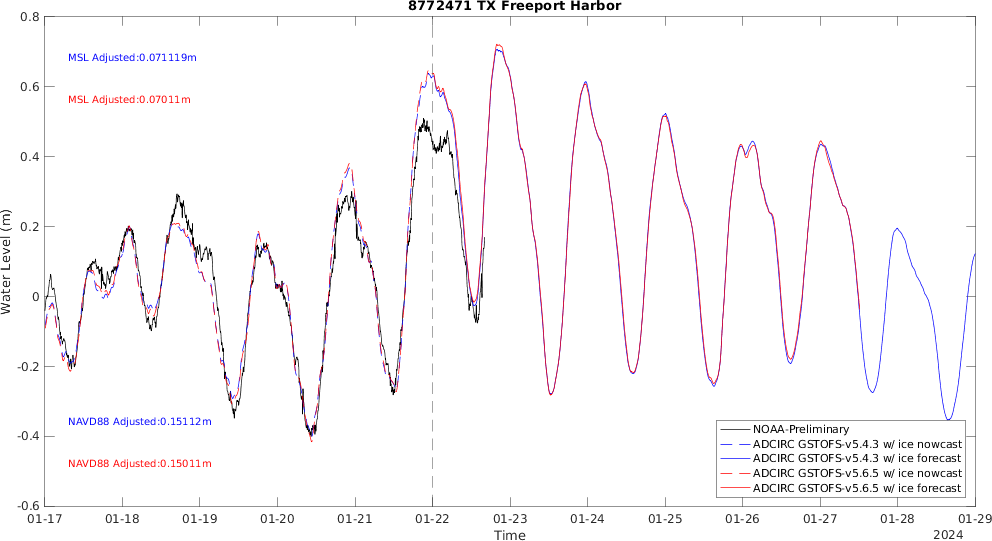 8772471 TX Freeport Harbor
Water Level (m)
0.8
0.6
0.4
0.2
0
-0.2
-0.4
-0.6
MSL Adjusted:0.071119m
MSL Adjusted:0.07011m
NAVD88 Adjusted:0.15112m
NAVD88 Adjusted:0.15011m
NOAA-Preliminary
ADCIRC GSTOFS-v5.4.3 w/ ice nowcast
ADCIRC GSTOFS-v5.4.3 w/ ice forecast
ADCIRC GSTOFS-v5.6.5 w/ ice nowcast
ADCIRC GSTOFS-v5.6.5 w/ ice forecast
01-17 01-18 01-19 01-20 01-21 01-22 01-23 01-24 01-25 01-26 01-27 01-28 01-29
Time
2024